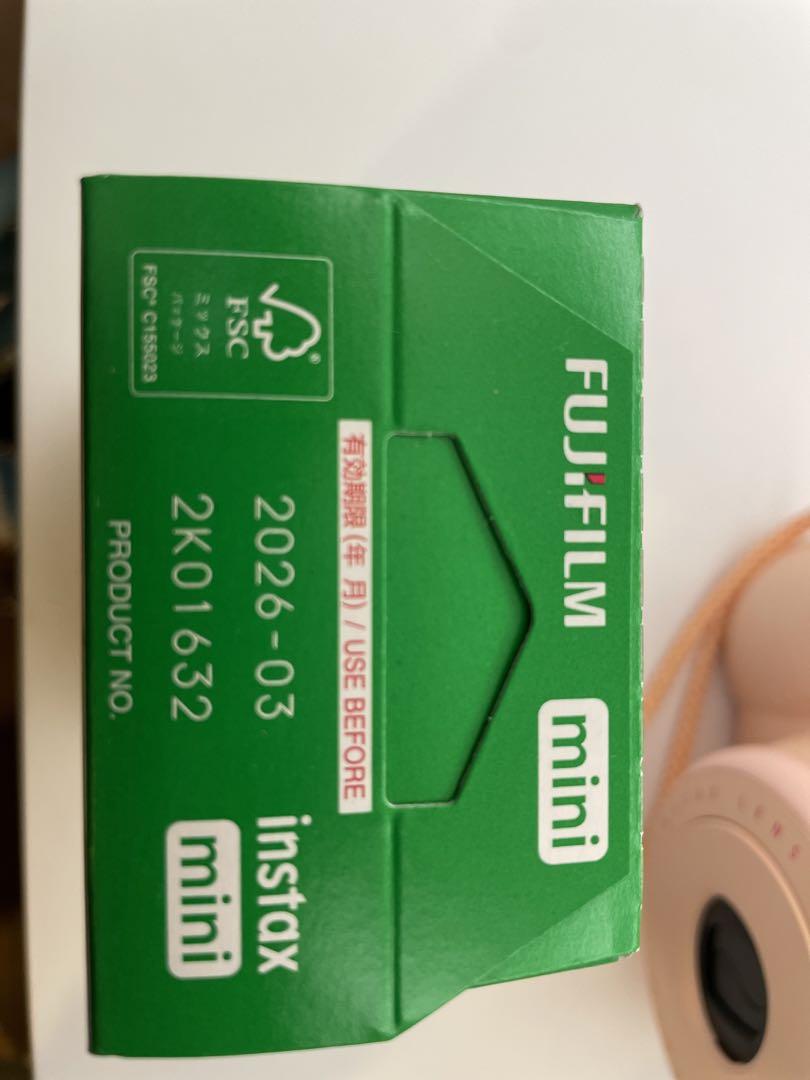 FUJIFILM
mini
有効期限(年 月) / USE BEFORE
FSC®
ミックス
パッケージ
FSC® C155023
2026-03
2K01632
PRODUCT NO.
instax
mini
LENS